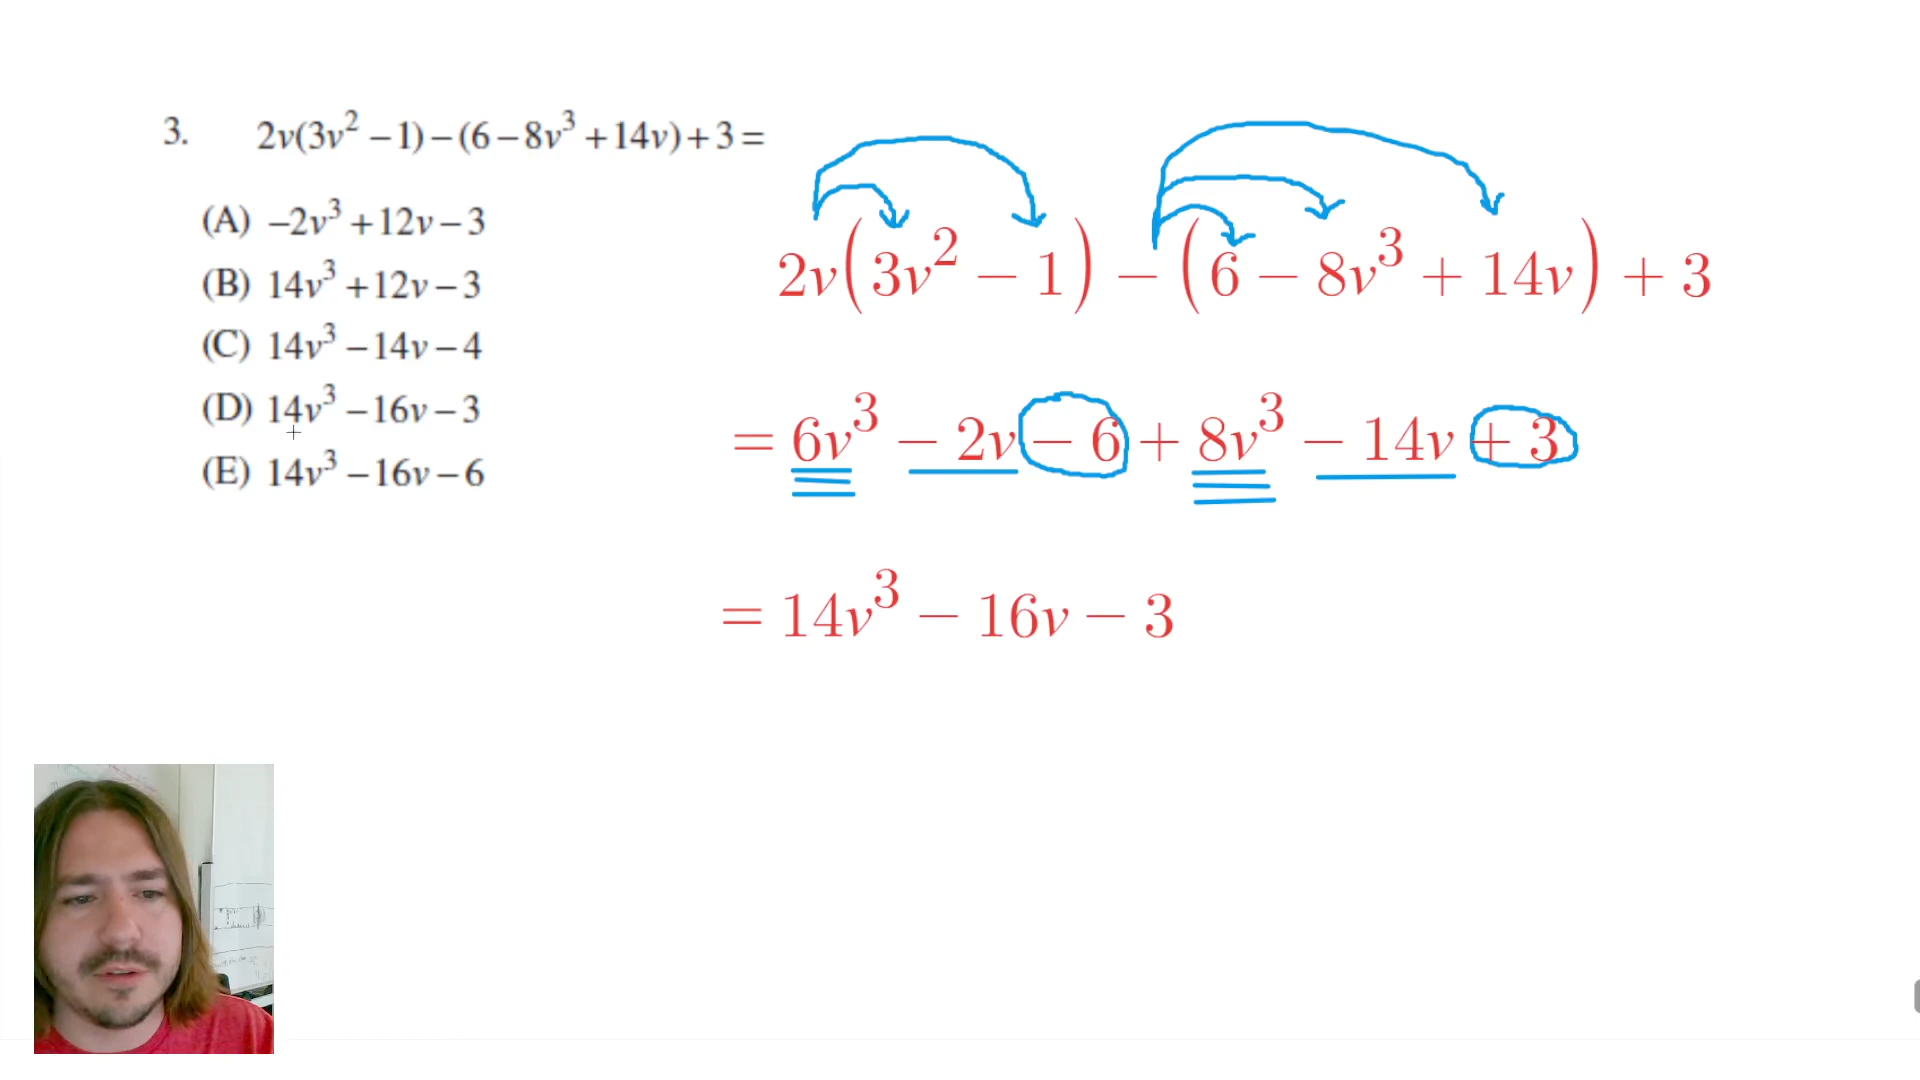 3. 2v(3v² – 1) – (6 – 8v³ + 14v) + 3 =
(A) –2v³ + 12v – 3
(B) 14v³ + 12v – 3
(C) 14v³ – 14v – 4
(D) 14v³ – 16v – 3
(E) 14v³ – 16v – 6
2v(3v² – 1) – (6 – 8v³ + 14v) + 3
= 6v³ – 2v – 6 + 8v³ – 14v + 3
= 14v³ – 16v – 3